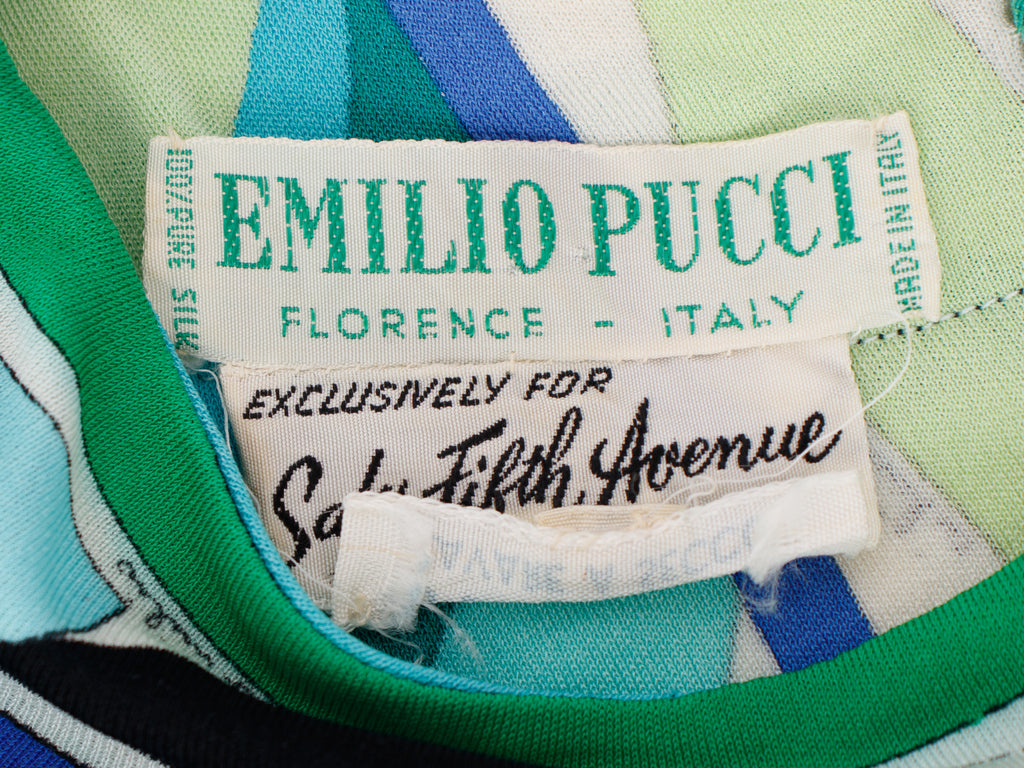 100% PURE SILK
EMILIO PUCCI
MADE IN ITALY
FLORENCE - ITALY
EXCLUSIVELY FOR
Saks Fifth Avenue